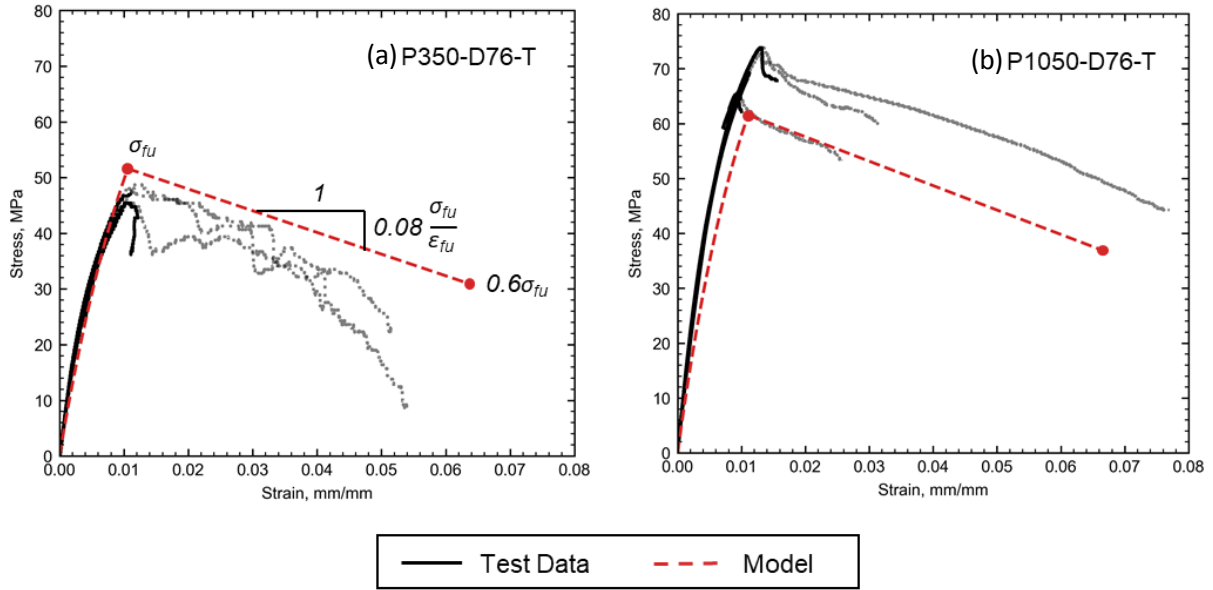 (a) P350-D76-T
Stress, MPa
80
70
60
50
40
30
20
10
0
σfu
1
0.08 σfu/εfu
0.6σfu
0.00 0.01 0.02 0.03 0.04 0.05 0.06 0.07 0.08
Strain, mm/mm
(b) P1050-D76-T
Stress, MPa
80
70
60
50
40
30
20
10
0
0.00 0.01 0.02 0.03 0.04 0.05 0.06 0.07 0.08
Strain, mm/mm
Test Data Model